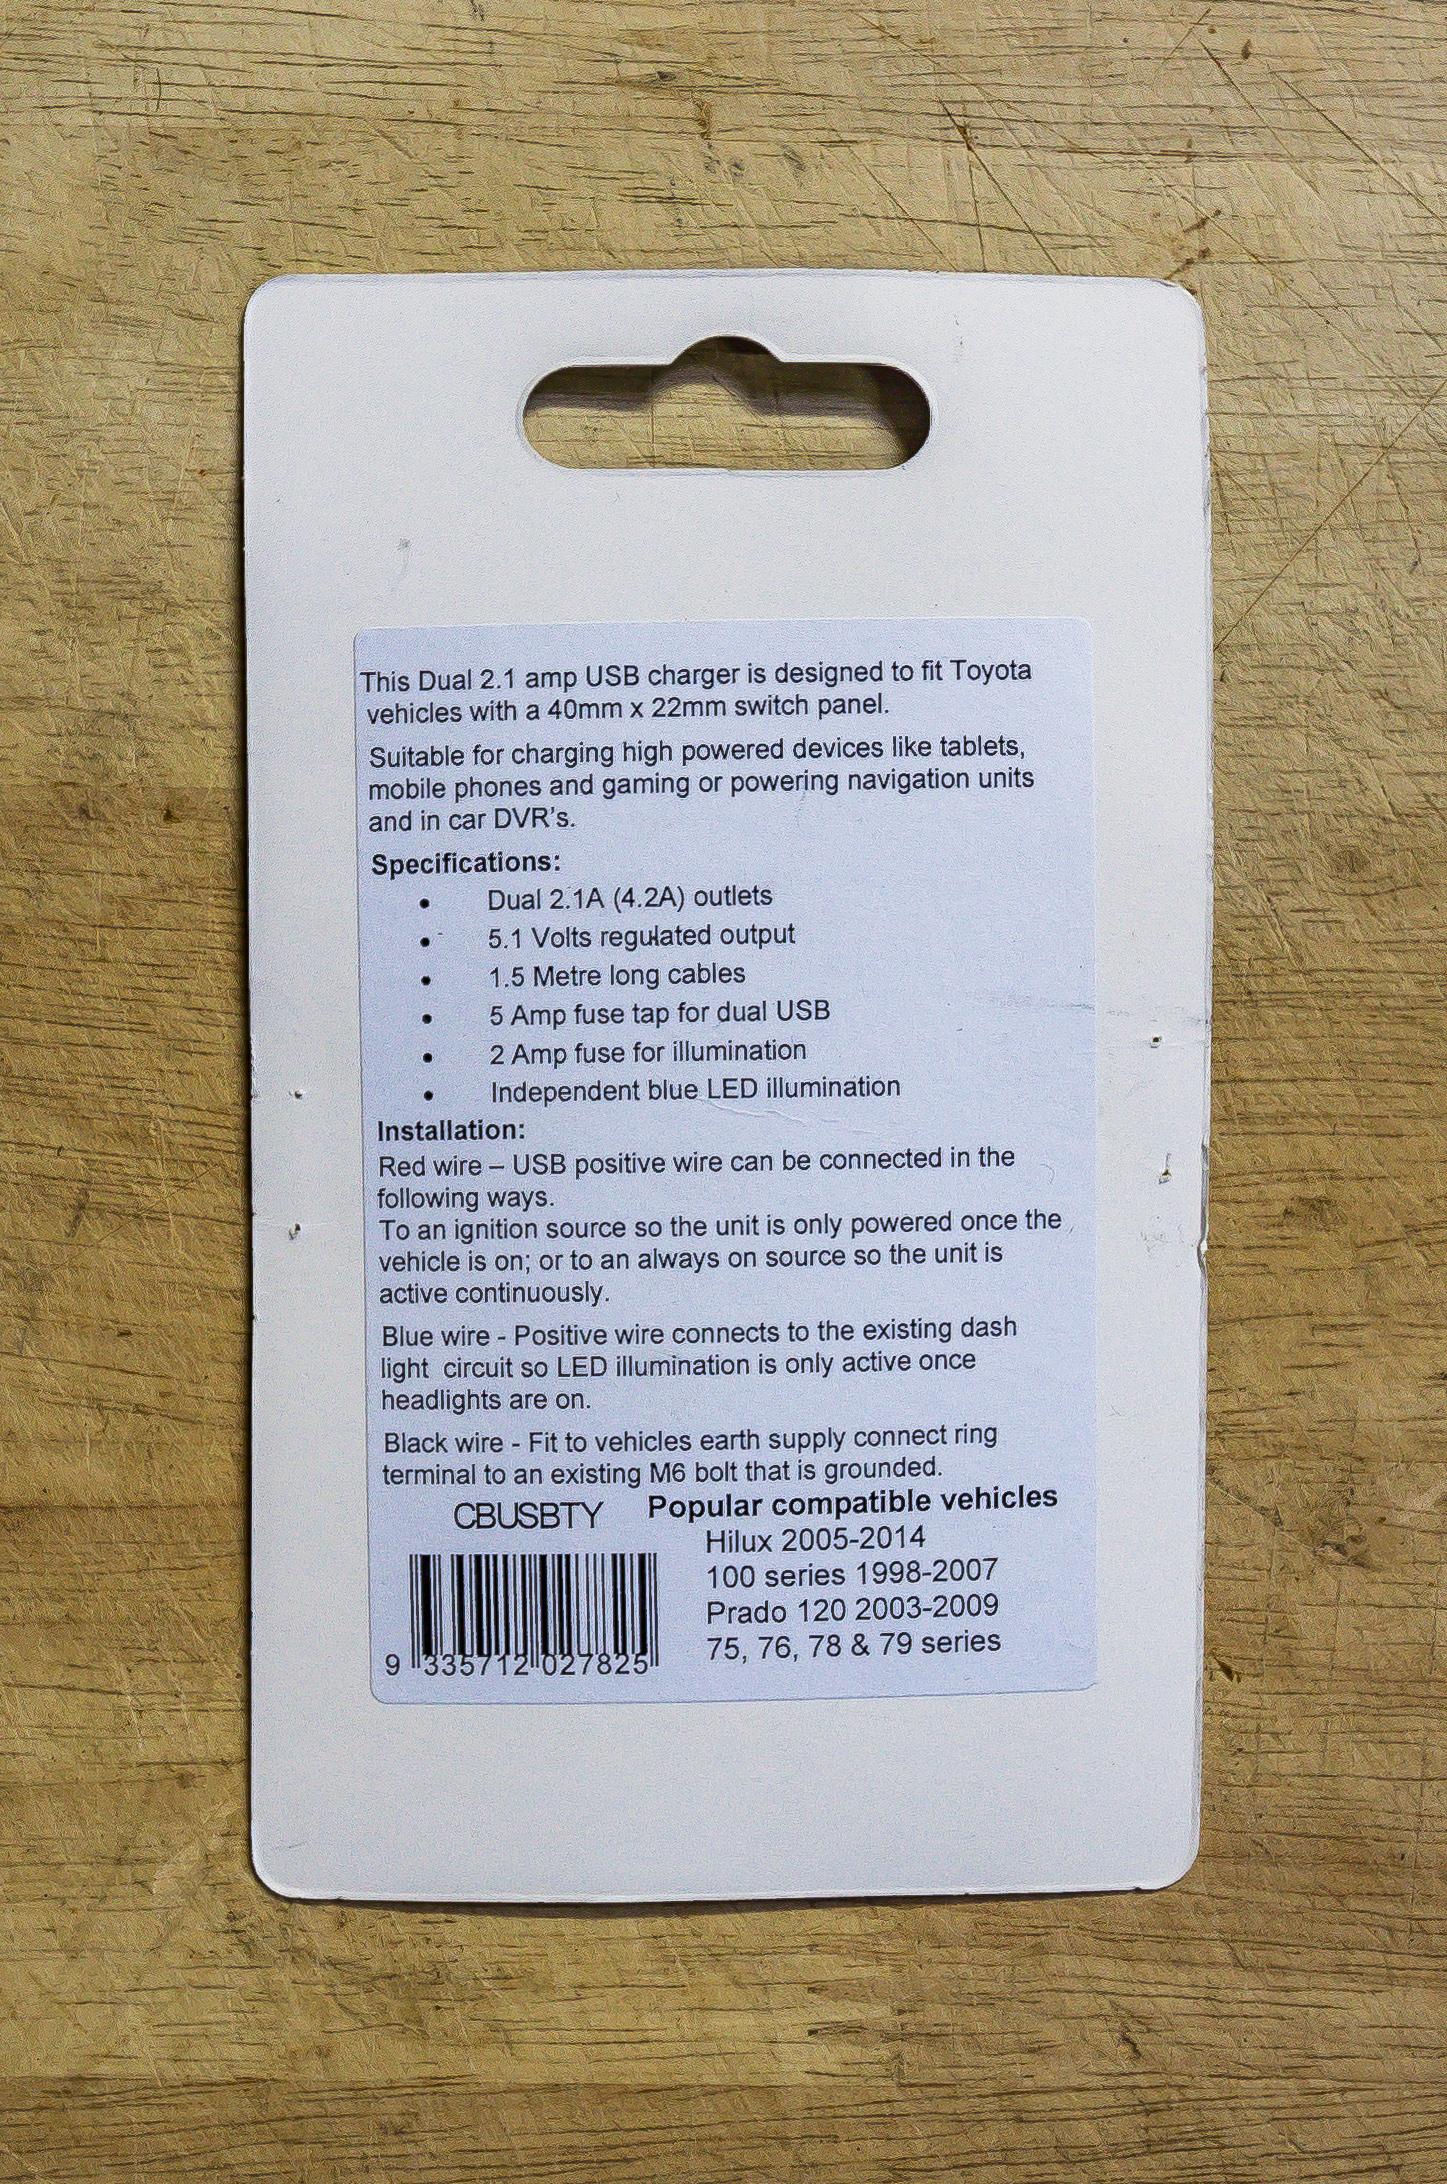 This Dual 2.1 amp USB charger is designed to fit Toyota
vehicles with a 40mm x 22mm switch panel.
Suitable for charging high powered devices like tablets,
mobile phones and gaming or powering navigation units
and in car DVR’s.
Specifications:
• Dual 2.1A (4.2A) outlets
• 5.1 Volts regulated output
• 1.5 Metre long cables
• 5 Amp fuse tap for dual USB
• 2 Amp fuse for illumination
• Independent blue LED illumination
Installation:
Red wire – USB positive wire can be connected in the
following ways.
To an ignition source so the unit is only powered once the
vehicle is on; or to an always on source so the unit is
active continuously.
Blue wire - Positive wire connects to the existing dash
light circuit so LED illumination is only active once
headlights are on.
Black wire - Fit to vehicles earth supply connect ring
terminal to an existing M6 bolt that is grounded.
CBUSBTY
9 335712 027825
Popular compatible vehicles
Hilux 2005-2014
100 series 1998-2007
Prado 120 2003-2009
75, 76, 78 & 79 series